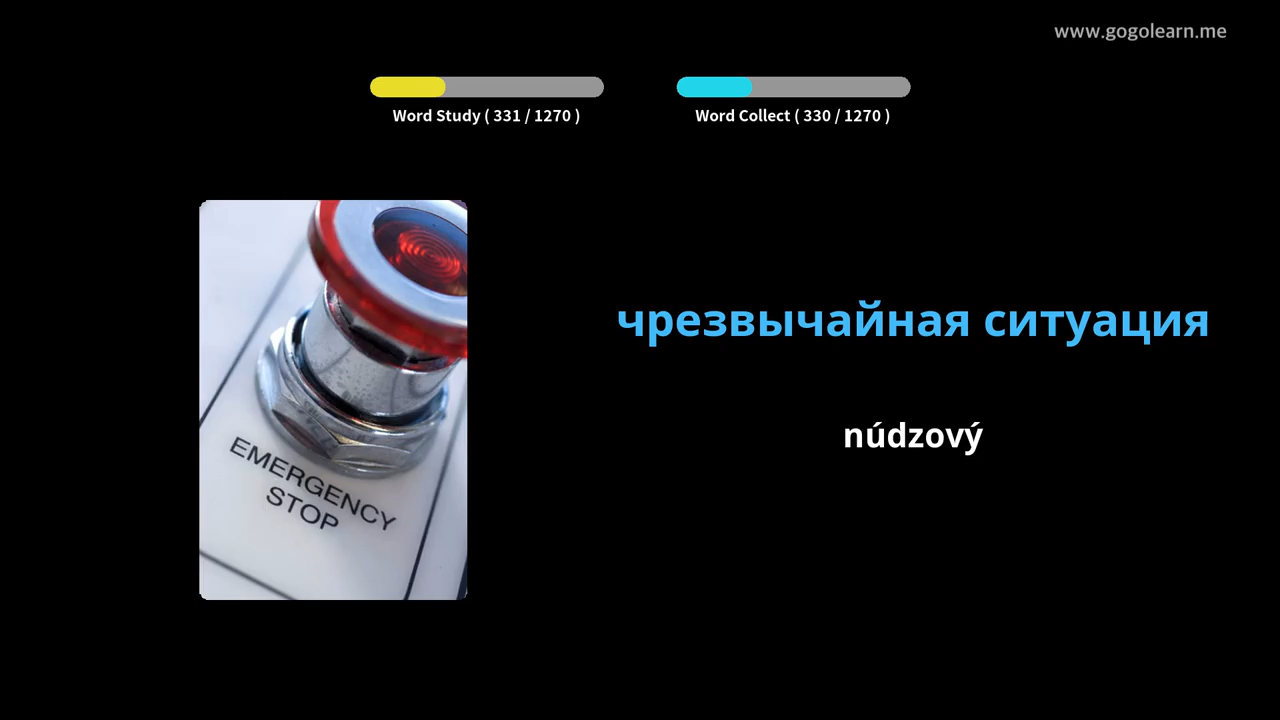 www.gogolearn.me
Word Study ( 331 / 1270 )
Word Collect ( 330 / 1270 )
чрезвычайная ситуация
núdzový
EMERGENCY
STOP